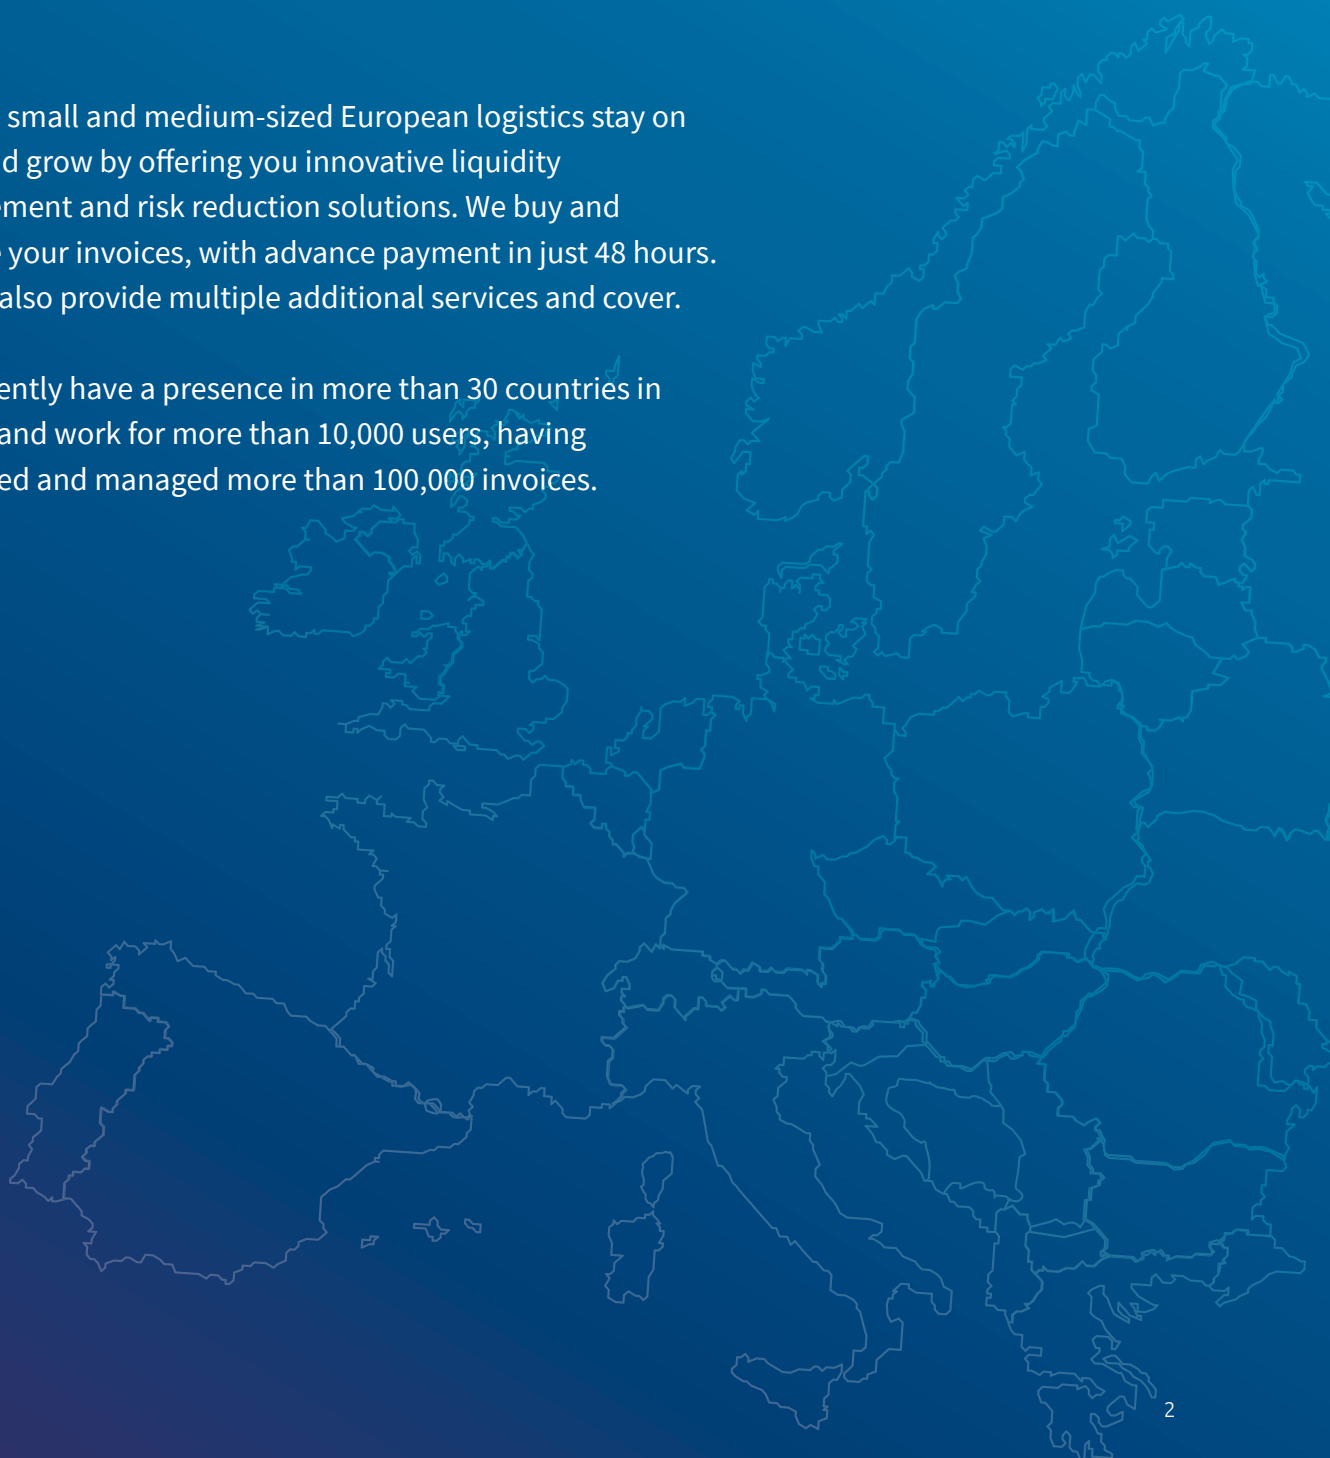 small and medium-sized European logistics stay on
d grow by offering you innovative liquidity
ement and risk reduction solutions. We buy and
e your invoices, with advance payment in just 48 hours.
also provide multiple additional services and cover.
ently have a presence in more than 30 countries in
and work for more than 10,000 users, having
ed and managed more than 100,000 invoices.
2